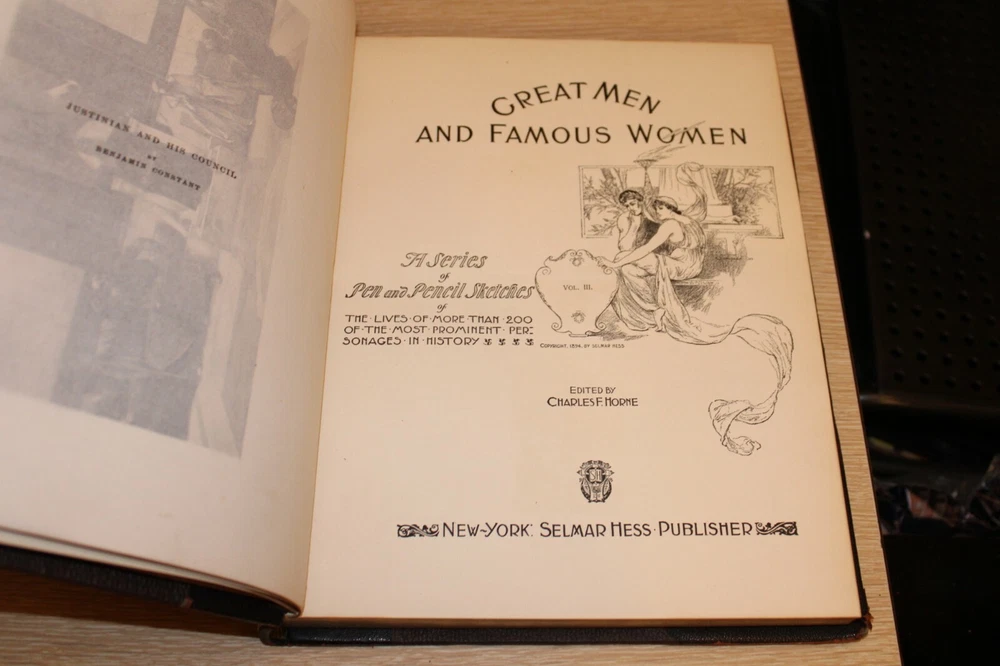 JUSTINIAN AND HIS COUNCIL
BY
BENJAMIN CONSTANT
GREAT MEN
AND FAMOUS WOMEN
A Series
of
Pen and Pencil Sketches
of
THE·LIVES·OF·MORE·THAN·200
OF·THE·MOST·PROMINENT·PER=
SONAGES·IN·HISTORY
VOL. III.
COPYRIGHT, 1894, BY SELMAR HESS
EDITED BY
CHARLES F. HORNE
SH
NEW-YORK: SELMAR HESS·PUBLISHER